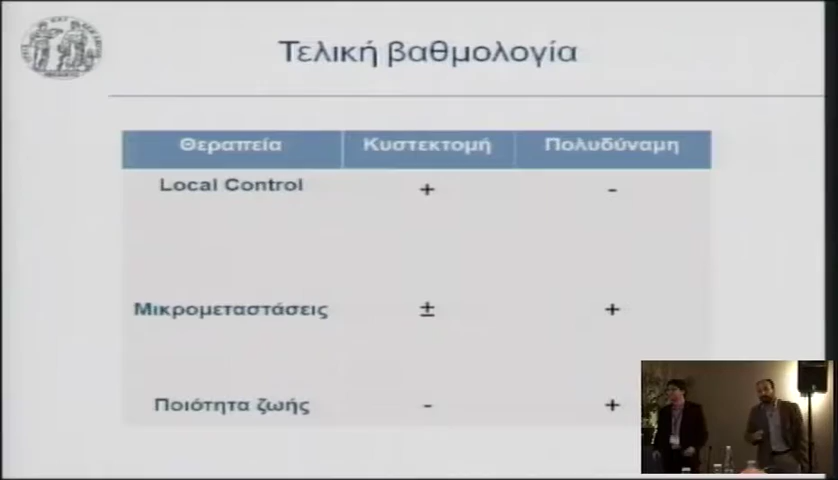 Τελική βαθμολογία
Θεραπεία Κυστεκτομή Πολυδύναμη
Local Control + -
Μικρομεταστάσεις ± +
Ποιότητα ζωής - +